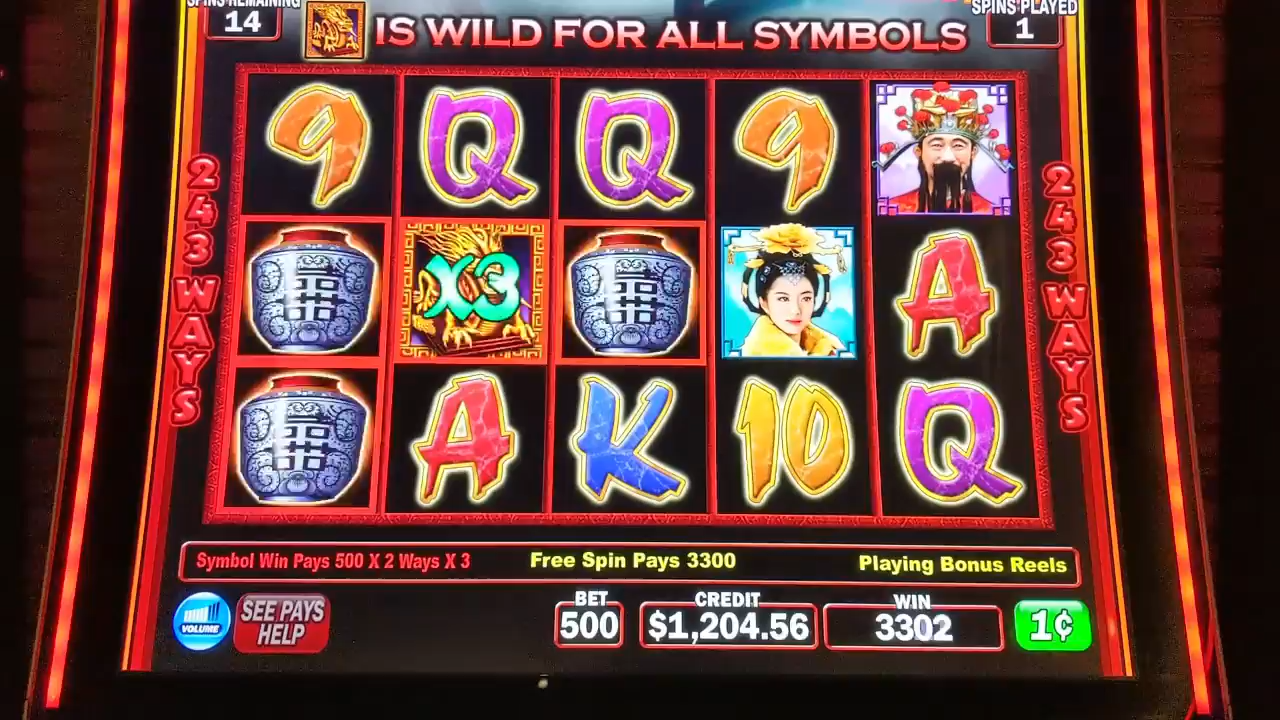 SPINS REMAINING
14
IS WILD FOR ALL SYMBOLS
SPINS PLAYED
1
243 WAYS
9 Q Q 9
X3 A
A K 10 Q
243 WAYS
Symbol Win Pays 500 X 2 Ways X 3
Free Spin Pays 3300
Playing Bonus Reels
VOLUME
SEE PAYS
HELP
BET
500
CREDIT
$1,204.56
WIN
3302
1¢